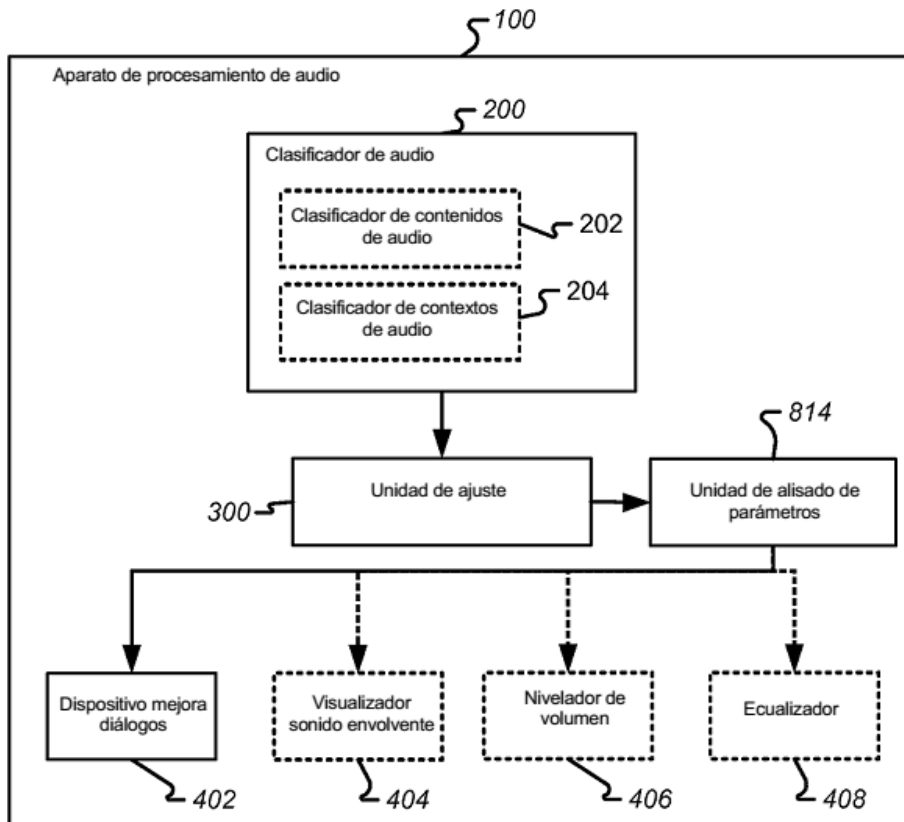 100
Aparato de procesamiento de audio
200
Clasificador de audio
Clasificador de contenidos
de audio
202
Clasificador de contextos
de audio
204
814
Unidad de ajuste
300
Unidad de alisado de
parámetros
Dispositivo mejora
diálogos
Visualizador
sonido envolvente
Nivelador de
volumen
Ecualizador
402
404
406
408